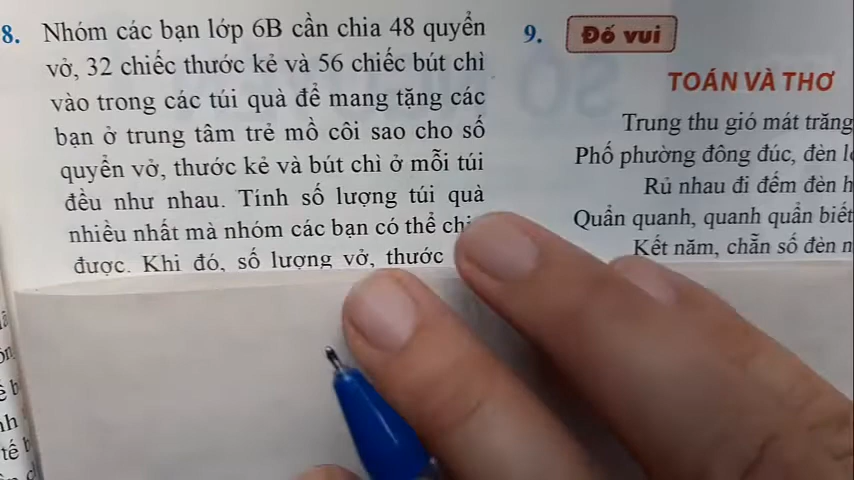 8. Nhóm các bạn lớp 6B cần chia 48 quyển
vở, 32 chiếc thước kẻ và 56 chiếc bút chì
vào trong các túi quà để mang tặng các
bạn ở trung tâm trẻ mồ côi sao cho số
quyển vở, thước kẻ và bút chì ở mỗi túi
đều như nhau. Tính số lượng túi quà
nhiều nhất mà nhóm các bạn có thể
được. Khi đó, số lượng vở, thước
9. Đố vui
TOÁN VÀ THƠ
Trung thu gió mát trăng
Phố phường đông đúc, đèn
Rủ nhau đi đếm đèn
Quẩn quanh, quanh quẩn biết
Kết năm, chẵn số đèn